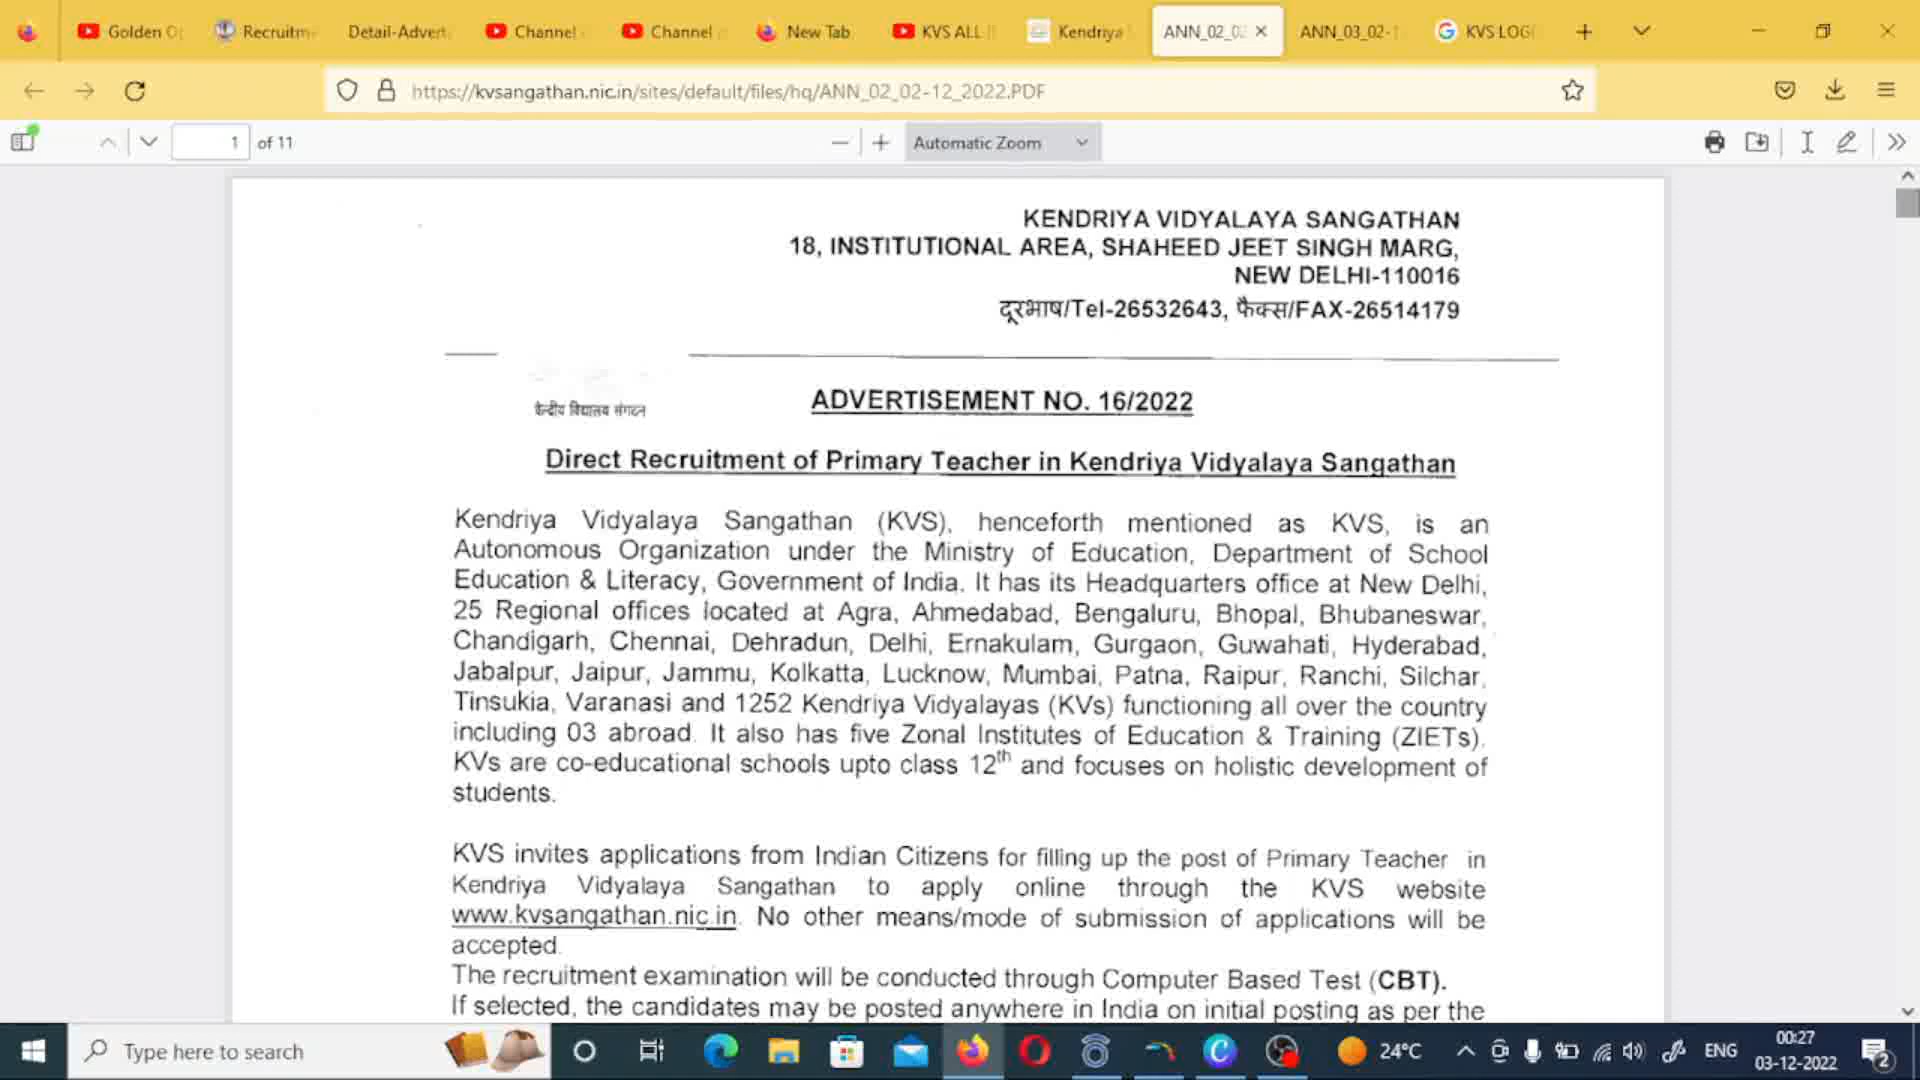 Golden Op
Recruitme
Detail-Advert
Channel
Channel
New Tab
KVS ALL
Kendriya
ANN_02_02
ANN_03_02-1
KVS LOG
https://kvsangathan.nic.in/sites/default/files/hq/ANN_02_02-12_2022.PDF
1 of 11
Automatic Zoom
KENDRIYA VIDYALAYA SANGATHAN
18, INSTITUTIONAL AREA, SHAHEED JEET SINGH MARG,
NEW DELHI-110016
दूरभाष/Tel-26532643, फैक्स/FAX-26514179
केन्द्रीय विद्यालय संगठन
ADVERTISEMENT NO. 16/2022
Direct Recruitment of Primary Teacher in Kendriya Vidyalaya Sangathan
Kendriya Vidyalaya Sangathan (KVS), henceforth mentioned as KVS, is an
Autonomous Organization under the Ministry of Education, Department of School
Education & Literacy, Government of India. It has its Headquarters office at New Delhi,
25 Regional offices located at Agra, Ahmedabad, Bengaluru, Bhopal, Bhubaneswar,
Chandigarh, Chennai, Dehradun, Delhi, Ernakulam, Gurgaon, Guwahati, Hyderabad,
Jabalpur, Jaipur, Jammu, Kolkatta, Lucknow, Mumbai, Patna, Raipur, Ranchi, Silchar,
Tinsukia, Varanasi and 1252 Kendriya Vidyalayas (KVs) functioning all over the country
including 03 abroad. It also has five Zonal Institutes of Education & Training (ZIETs).
KVs are co-educational schools upto class 12th and focuses on holistic development of
students.
KVS invites applications from Indian Citizens for filling up the post of Primary Teacher in
Kendriya Vidyalaya Sangathan to apply online through the KVS website
www.kvsangathan.nic.in. No other means/mode of submission of applications will be
accepted.
The recruitment examination will be conducted through Computer Based Test (CBT).
If selected, the candidates may be posted anywhere in India on initial posting as per the
Type here to search
24°C
ENG
00:27
03-12-2022
2